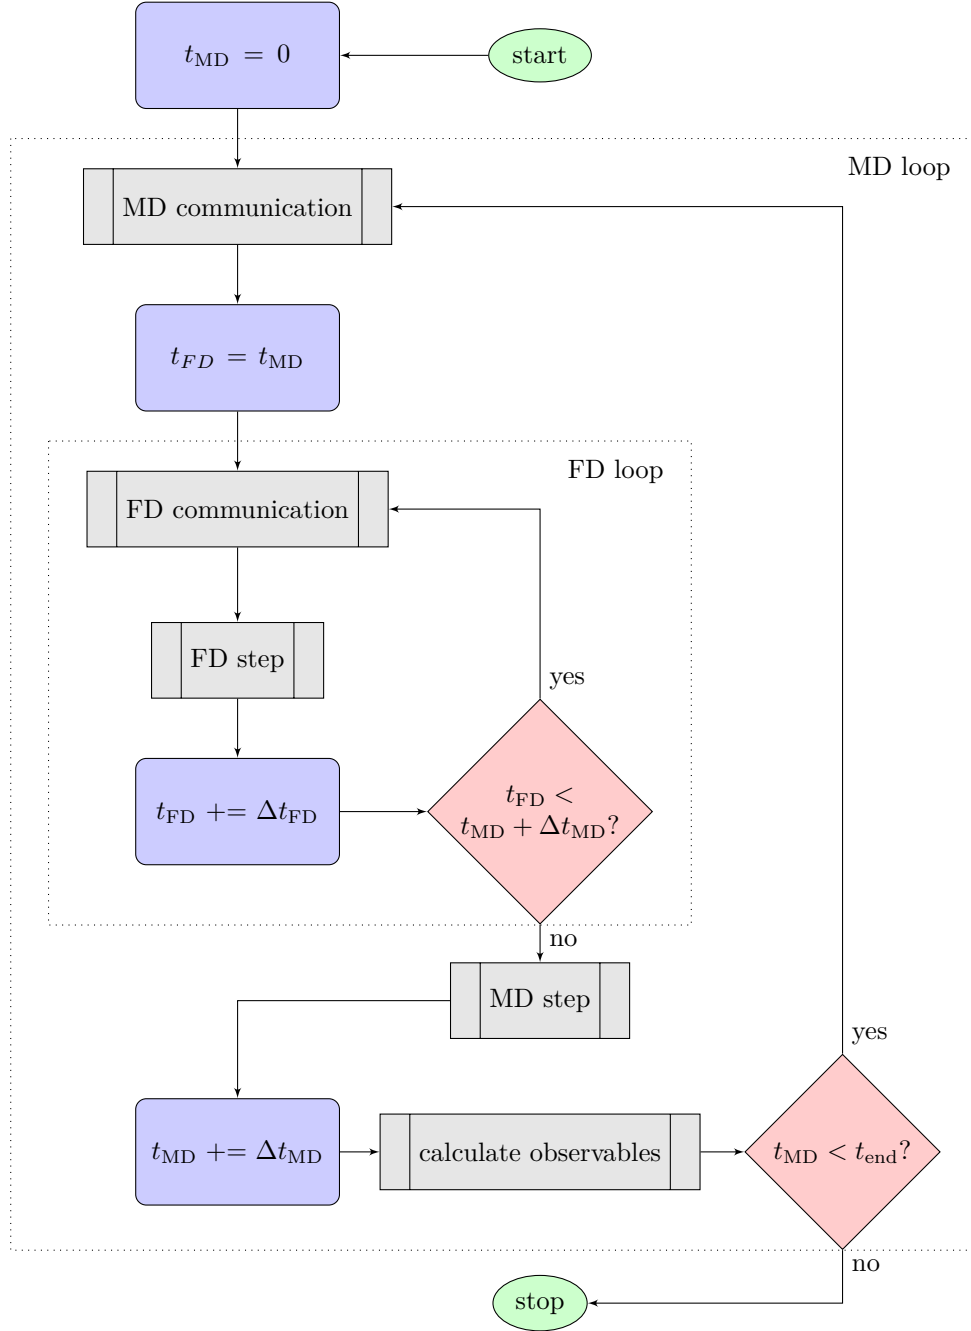 start
t_MD = 0
MD loop
MD communication
t_FD = t_MD
FD loop
FD communication
FD step
yes
t_FD += Δt_FD
t_FD <
t_MD + Δt_MD?
no
MD step
yes
t_MD += Δt_MD
calculate observables
t_MD < t_end?
no
stop